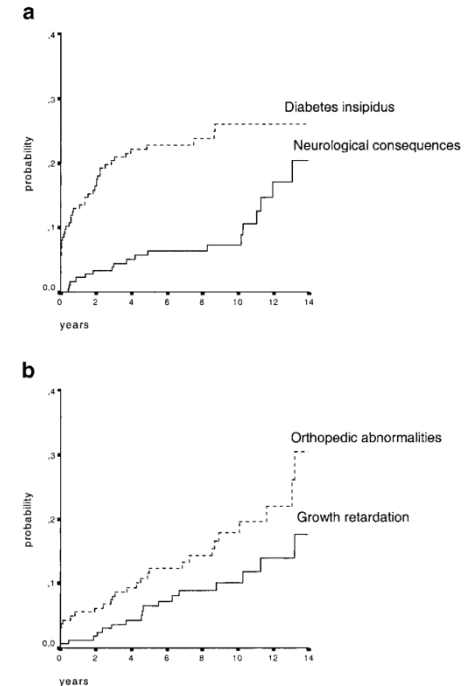 a
,4
,3
Diabetes insipidus
Neurological consequences
probability
,2
,1
0.0
0 2 4 6 8 10 12 14
years
b
,4
Orthopedic abnormalities
,3
Growth retardation
probability
,2
,1
0.0
0 2 4 6 8 10 12 14
years